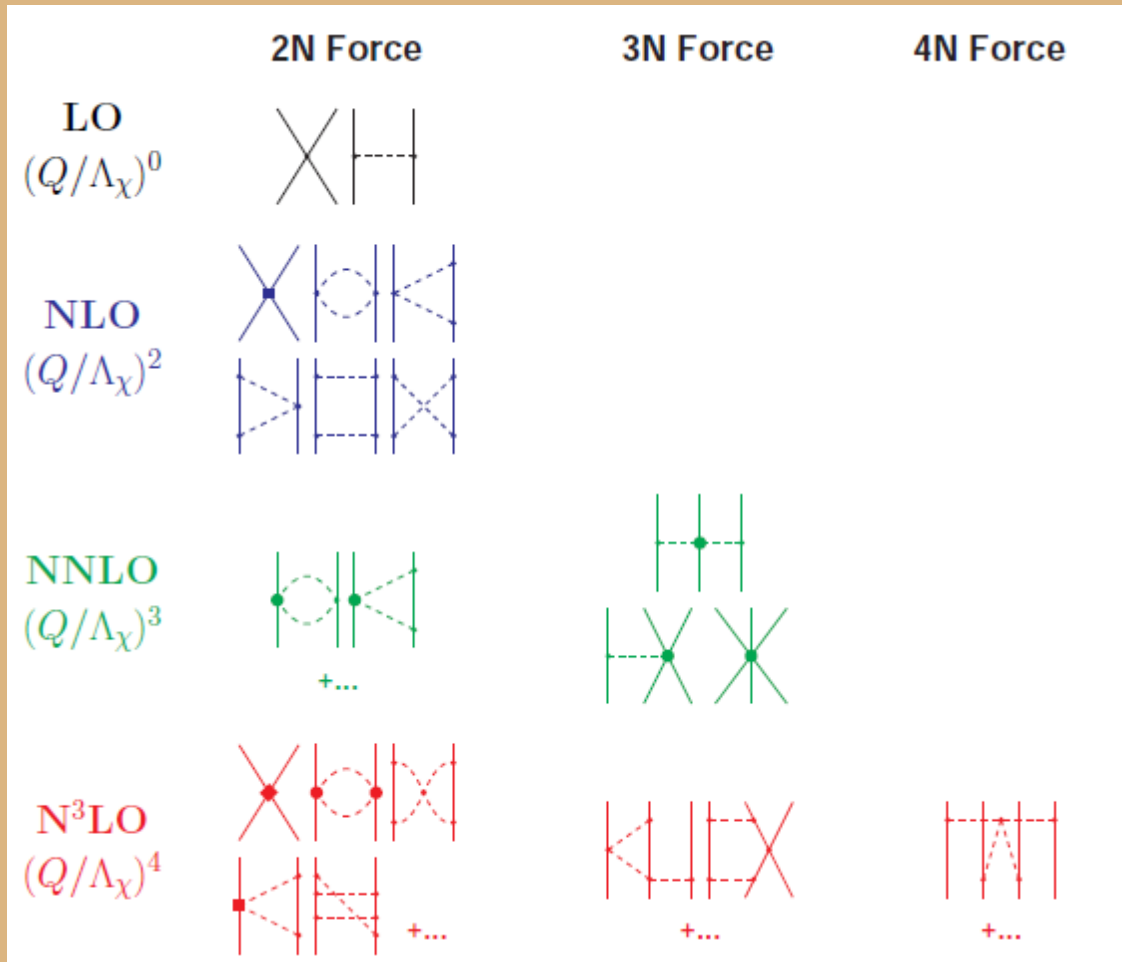 2N Force 3N Force 4N Force
LO
(Q/Λχ)⁰
NLO
(Q/Λχ)²
NNLO
(Q/Λχ)³
+...
N³LO
(Q/Λχ)⁴
+... +... +...